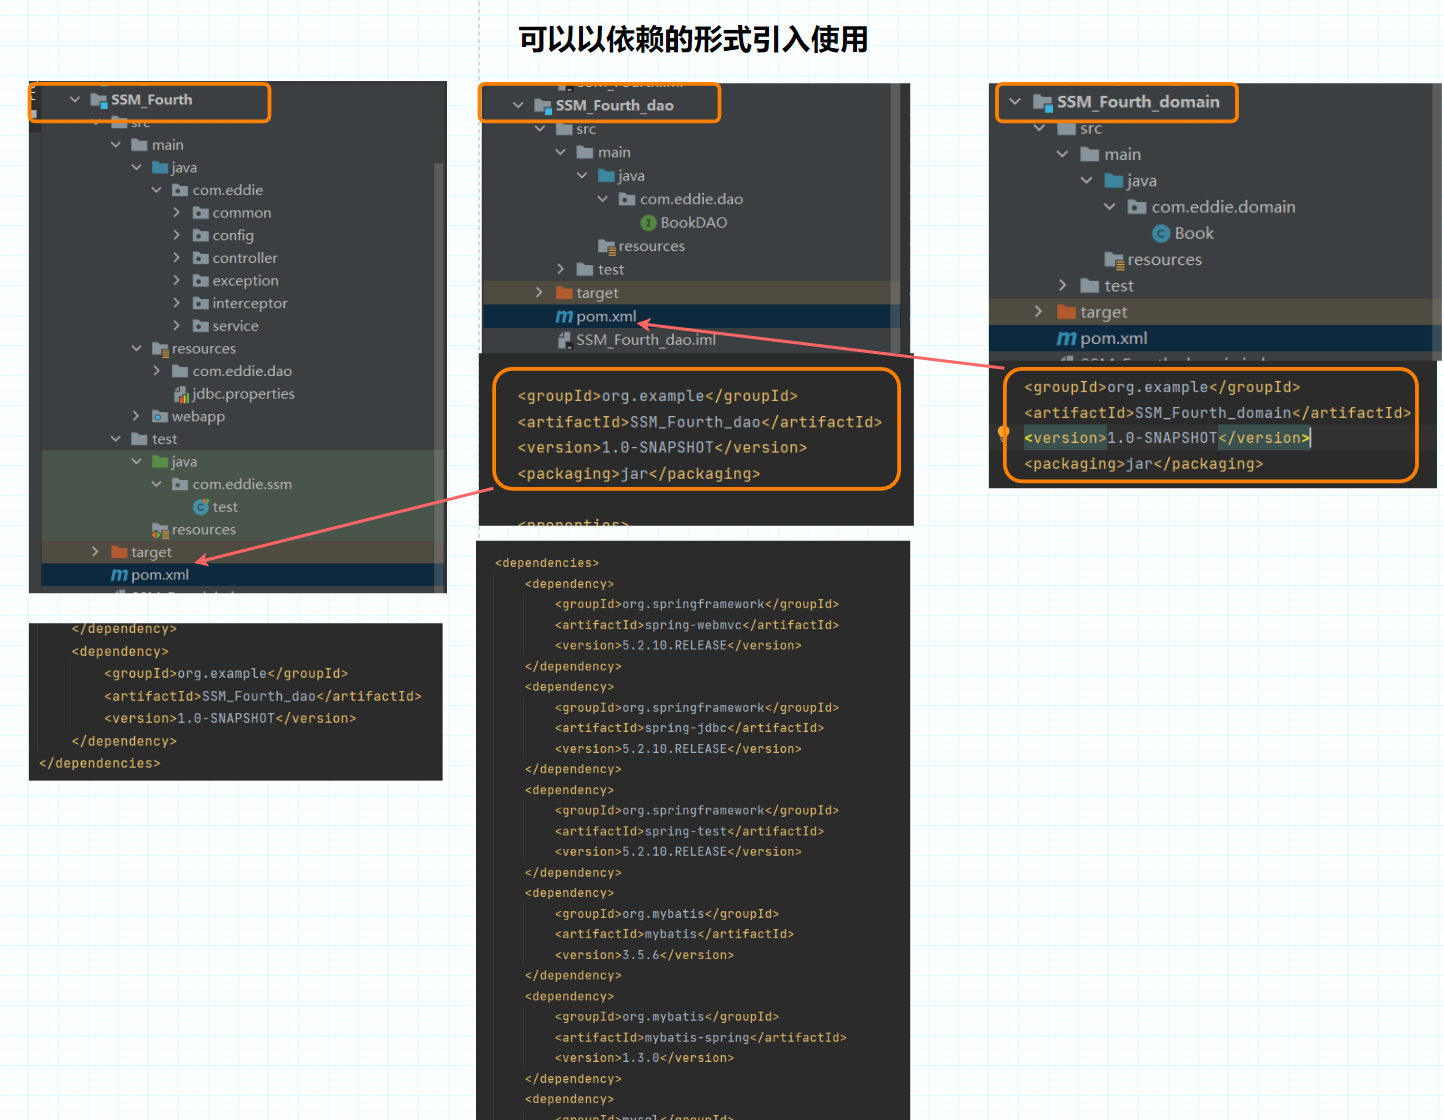 可以以依赖的形式引入使用
SSM_Fourth
src
main
java
com.eddie
common
config
controller
exception
interceptor
service
resources
com.eddie.dao
jdbc.properties
webapp
test
java
com.eddie.ssm
test
resources
target
pom.xml
</dependency>
<dependency>
<groupId>org.example</groupId>
<artifactId>SSM_Fourth_dao</artifactId>
<version>1.0-SNAPSHOT</version>
</dependency>
</dependencies>
SSM_Fourth_dao
src
main
java
com.eddie.dao
BookDAO
resources
test
target
pom.xml
SSM_Fourth_dao.iml
<groupId>org.example</groupId>
<artifactId>SSM_Fourth_dao</artifactId>
<version>1.0-SNAPSHOT</version>
<packaging>jar</packaging>
<properties>
<dependencies>
<dependency>
<groupId>org.springframework</groupId>
<artifactId>spring-webmvc</artifactId>
<version>5.2.10.RELEASE</version>
</dependency>
<dependency>
<groupId>org.springframework</groupId>
<artifactId>spring-jdbc</artifactId>
<version>5.2.10.RELEASE</version>
</dependency>
<dependency>
<groupId>org.springframework</groupId>
<artifactId>spring-test</artifactId>
<version>5.2.10.RELEASE</version>
</dependency>
<dependency>
<groupId>org.mybatis</groupId>
<artifactId>mybatis</artifactId>
<version>3.5.6</version>
</dependency>
<dependency>
<groupId>org.mybatis</groupId>
<artifactId>mybatis-spring</artifactId>
<version>1.3.0</version>
</dependency>
<dependency>
<groupId>mysql</groupId>
SSM_Fourth_domain
src
main
java
com.eddie.domain
Book
resources
test
target
pom.xml
<groupId>org.example</groupId>
<artifactId>SSM_Fourth_domain</artifactId>
<version>1.0-SNAPSHOT</version>
<packaging>jar</packaging>